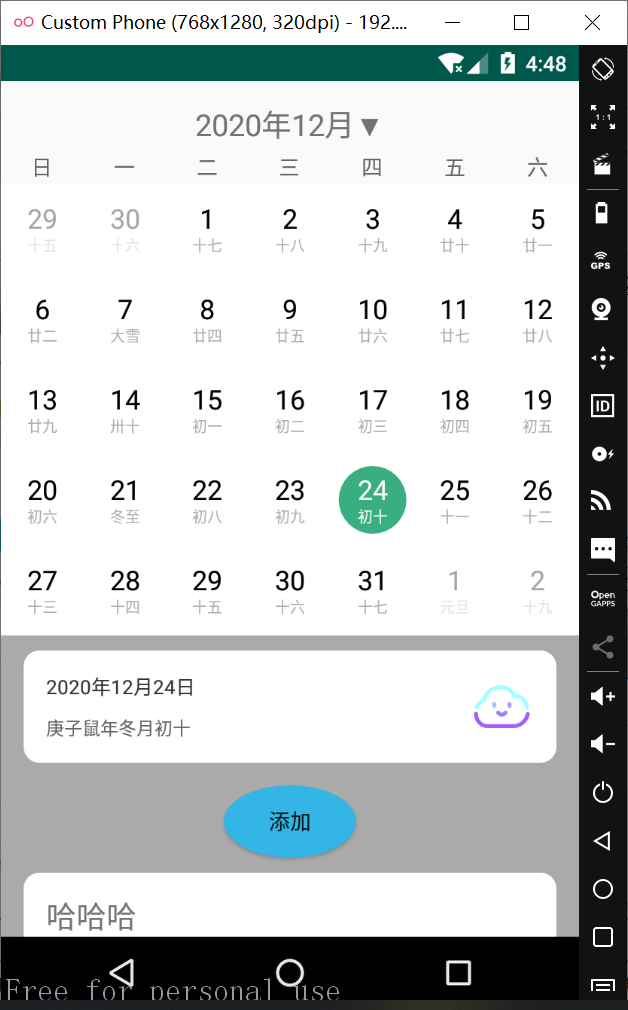 Custom Phone (768x1280, 320dpi) - 192....
4:48
2020年12月 ▼
日 一 二 三 四 五 六
29 30 1 2 3 4 5
十五 十六 十七 十八 十九 廿十 廿一
6 7 8 9 10 11 12
廿二 大雪 廿四 廿五 廿六 廿七 廿八
13 14 15 16 17 18 19
廿九 卅十 初一 初二 初三 初四 初五
20 21 22 23 24 25 26
初六 冬至 初八 初九 初十 十一 十二
27 28 29 30 31 1 2
十三 十四 十五 十六 十七 元旦 十九
2020年12月24日
庚子鼠年冬月初十
添加
哈哈哈
Free for personal use
1:1
GPS
ID
Open
GAPPS